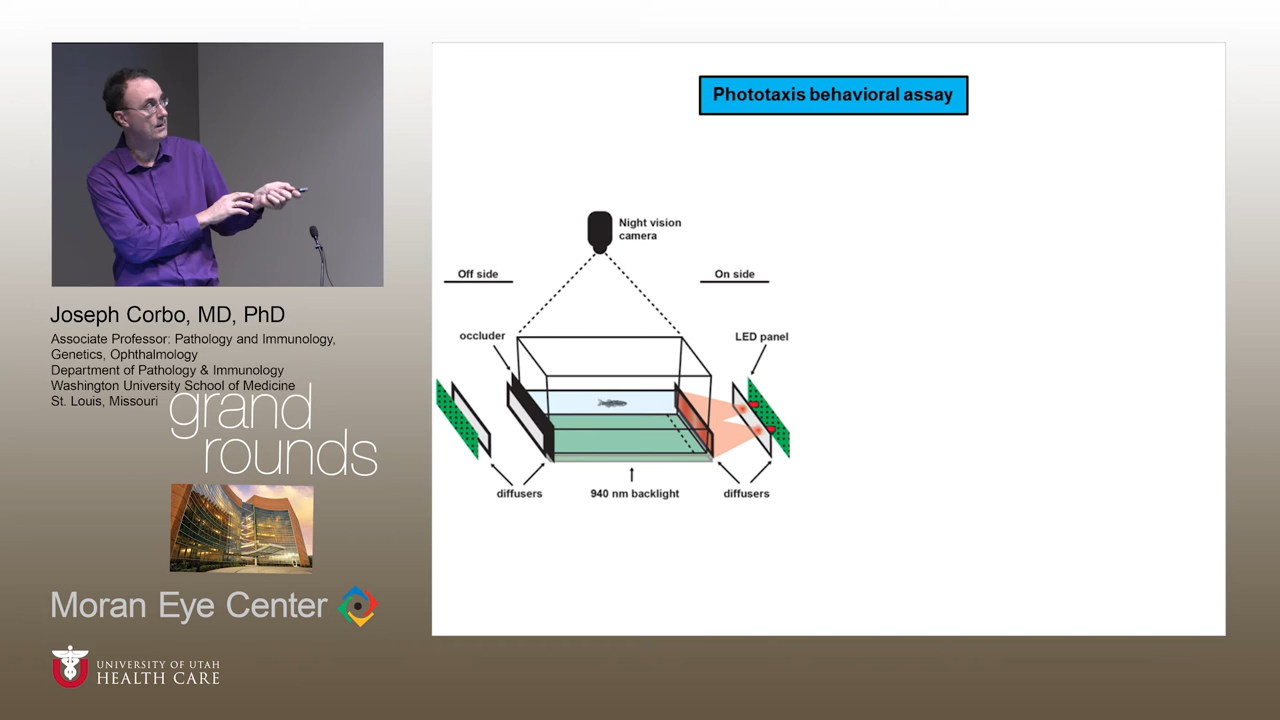 Phototaxis behavioral assay
Night vision
camera
Off side
On side
occluder
LED panel
diffusers
940 nm backlight
diffusers
Joseph Corbo, MD, PhD
Associate Professor: Pathology and Immunology,
Genetics, Ophthalmology
Department of Pathology & Immunology
Washington University School of Medicine
St. Louis, Missouri
grand
rounds
Moran Eye Center
U
UNIVERSITY OF UTAH
HEALTH CARE